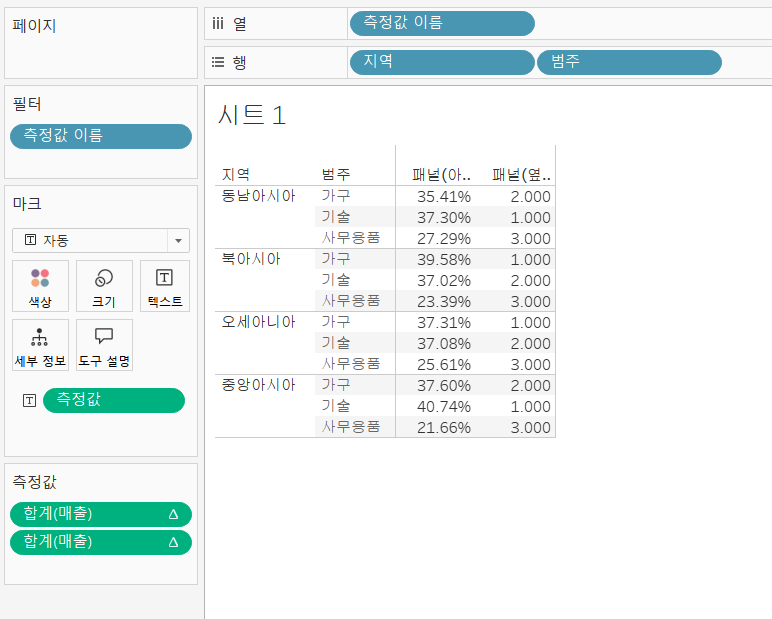 페이지
열
측정값 이름
행
지역
범주
필터
측정값 이름
마크
자동
색상
크기
텍스트
세부 정보
도구 설명
측정값
측정값
합계(매출)
합계(매출)
시트 1
지역 범주 패널(아.. 패널(옆..
동남아시아 가구 35.41% 2.000
기술 37.30% 1.000
사무용품 27.29% 3.000
북아시아 가구 39.58% 1.000
기술 37.02% 2.000
사무용품 23.39% 3.000
오세아니아 가구 37.31% 1.000
기술 37.08% 2.000
사무용품 25.61% 3.000
중앙아시아 가구 37.60% 2.000
기술 40.74% 1.000
사무용품 21.66% 3.000